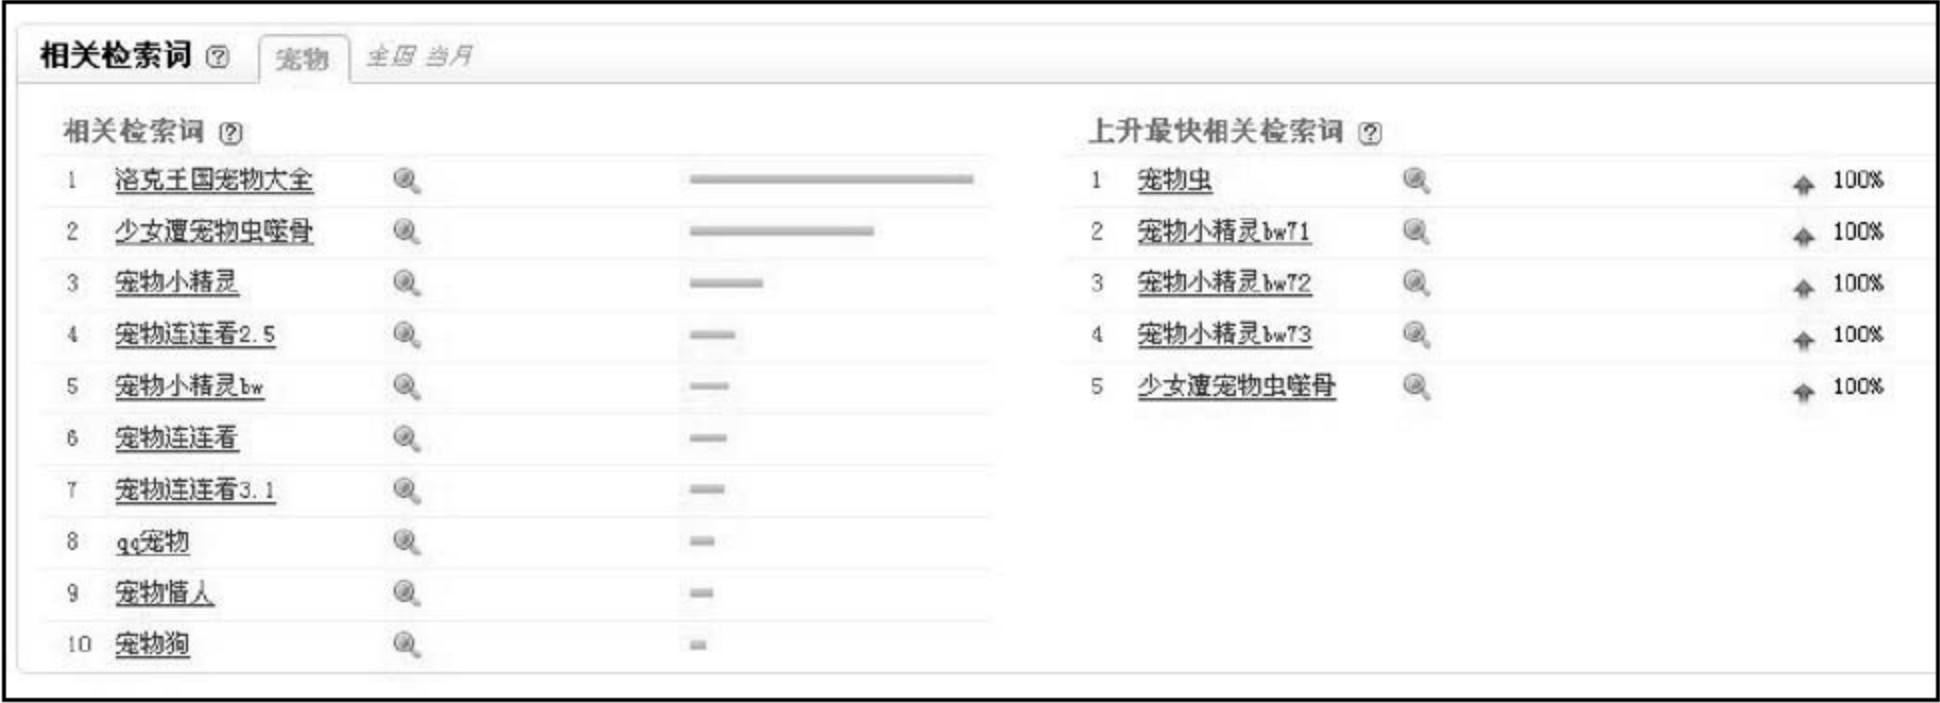 相关检索词 ? 宠物 全国 当月
相关检索词 ?
1 洛克王国宠物大全
2 少女遭宠物虫噬骨
3 宠物小精灵
4 宠物连连看2.5
5 宠物小精灵bw
6 宠物连连看
7 宠物连连看3.1
8 qq宠物
9 宠物情人
10 宠物狗
上升最快相关检索词 ?
1 宠物虫 100%
2 宠物小精灵bw71 100%
3 宠物小精灵bw72 100%
4 宠物小精灵bw73 100%
5 少女遭宠物虫噬骨 100%